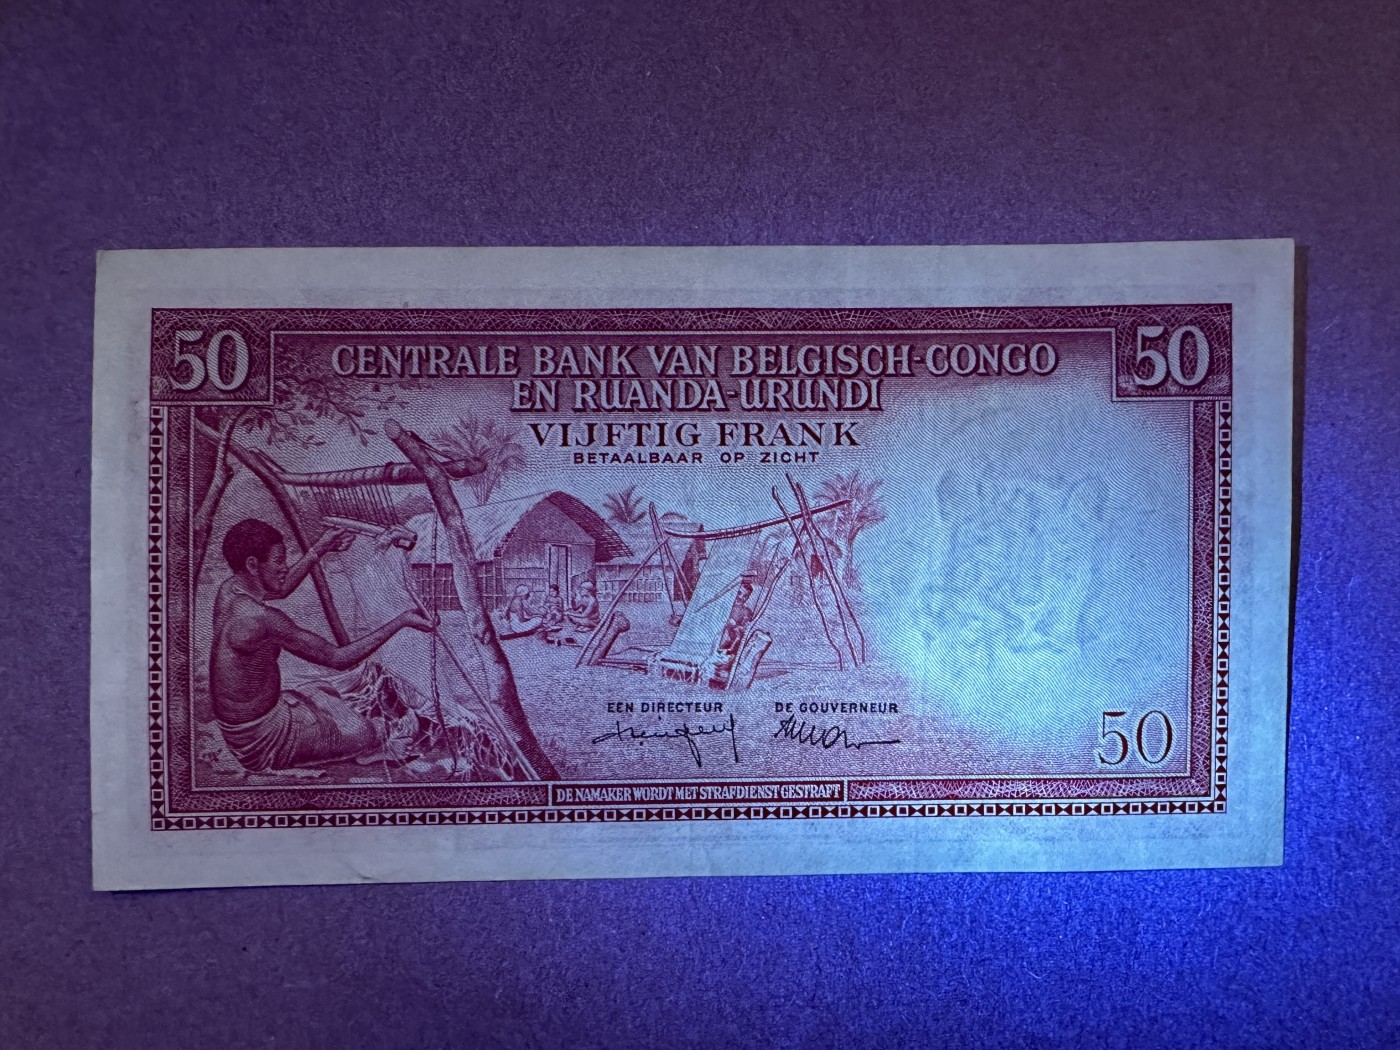 50 50
CENTRALE BANK VAN BELGISCH-CONGO
EN RUANDA-URUNDI
VIJFTIG FRANK
BETAALBAAR OP ZICHT
EEN DIRECTEUR DE GOUVERNEUR
50
DE NAMAKER WORDT MET STRAFDIENST GESTRAFT